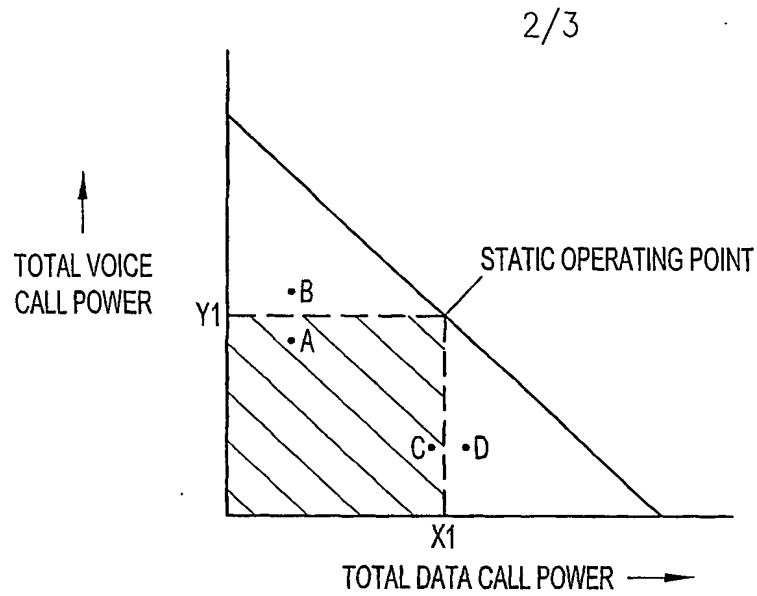 2/3
TOTAL VOICE
CALL POWER
STATIC OPERATING POINT
B
Y1
A
C
D
X1
TOTAL DATA CALL POWER